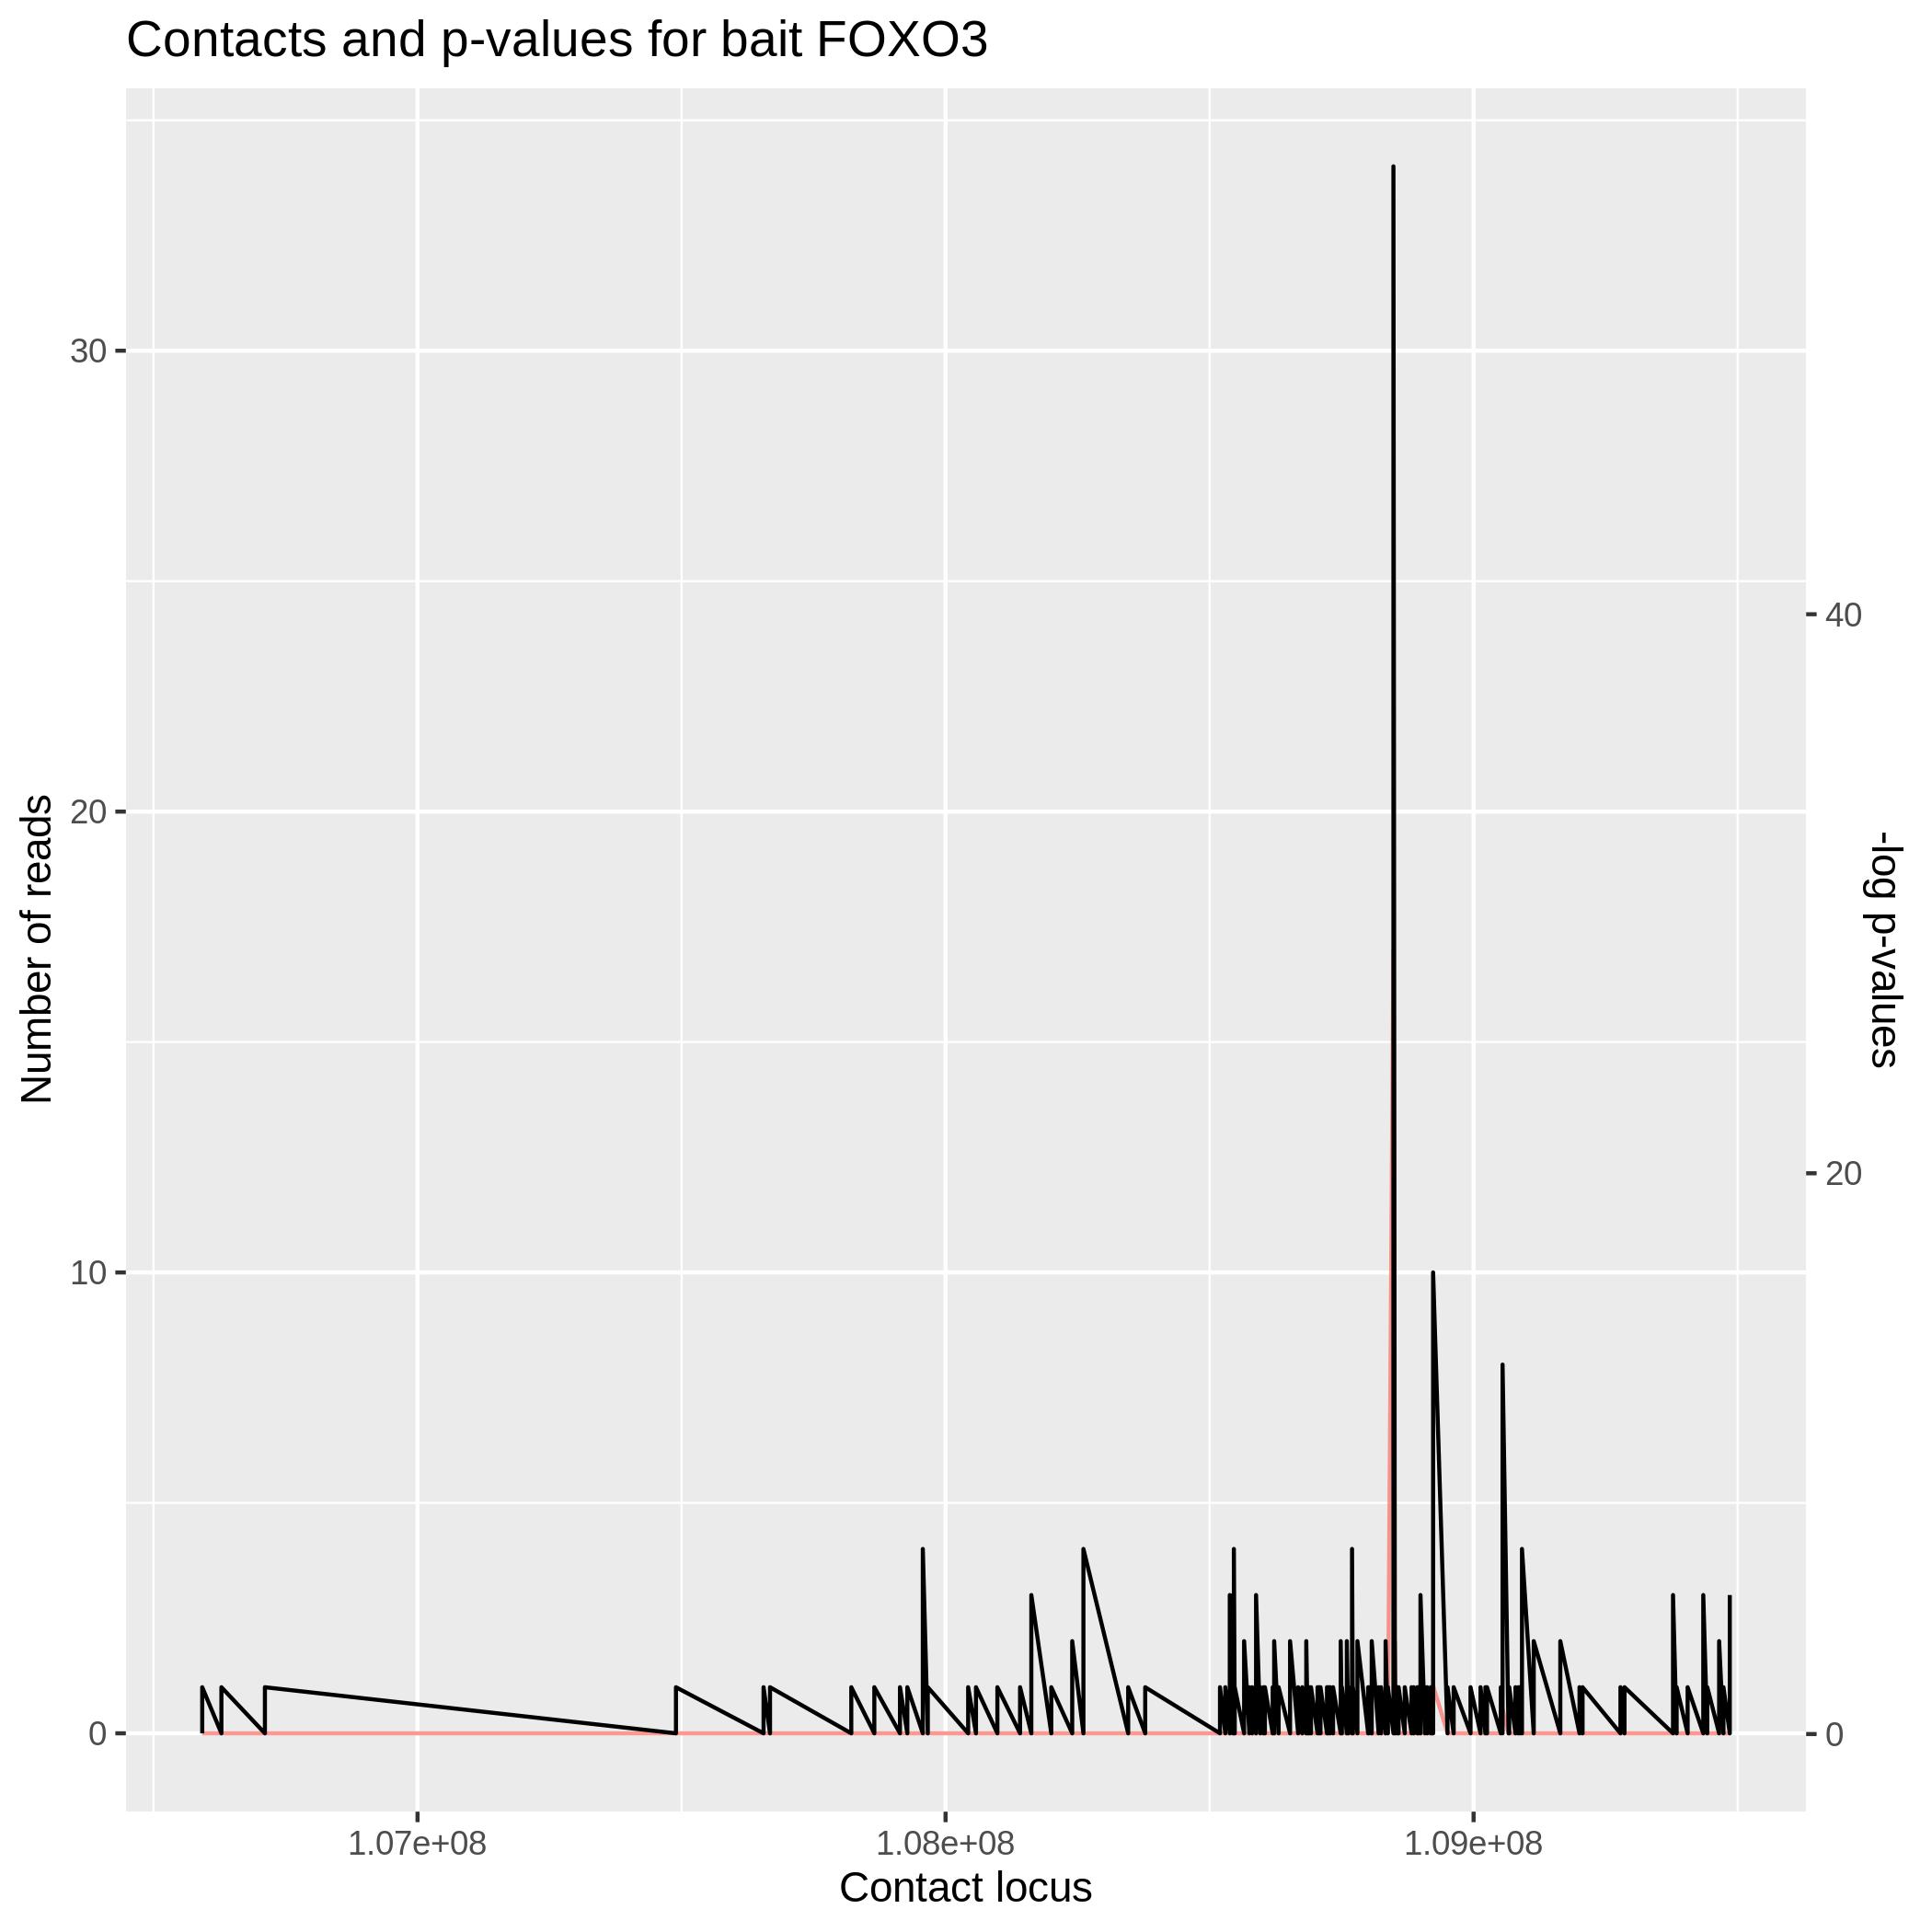 Contacts and p-values for bait FOXO3
30
20
10
0
Number of reads
40
20
0
-log p-values
1.07e+08
1.08e+08
1.09e+08
Contact locus